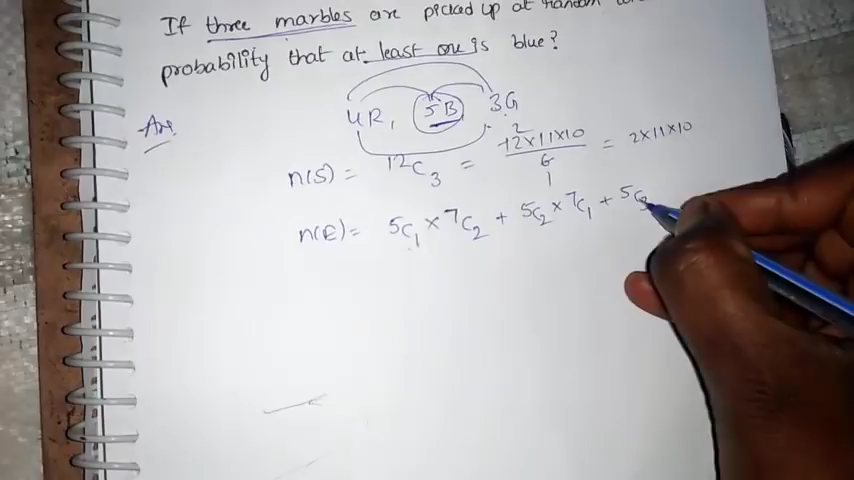 If three marbles are picked up at random
probability that at least one is blue?
Ans
4R, 5B 3G
n(S) = 12C3 = 12×11×10 / 6 = 2×11×10
2
1
n(E) = 5C1 × 7C2 + 5C2 × 7C1 + 5C3